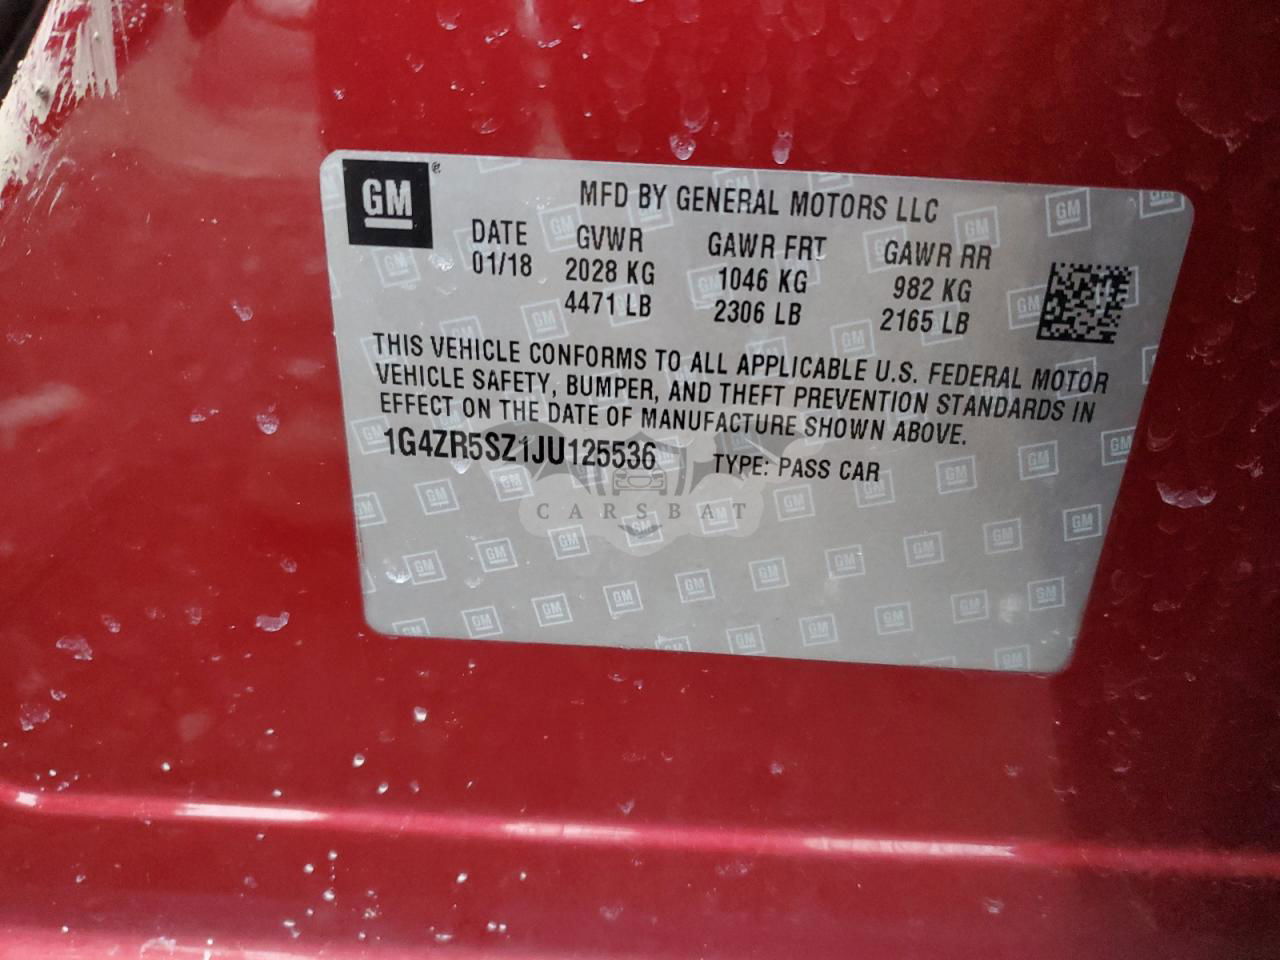 GM®
MFD BY GENERAL MOTORS LLC
DATE GVWR GAWR FRT GAWR RR
01/18 2028 KG 1046 KG 982 KG
4471 LB 2306 LB 2165 LB
THIS VEHICLE CONFORMS TO ALL APPLICABLE U.S. FEDERAL MOTOR
VEHICLE SAFETY, BUMPER, AND THEFT PREVENTION STANDARDS IN
EFFECT ON THE DATE OF MANUFACTURE SHOWN ABOVE.
1G4ZR5SZ1JU125536 TYPE: PASS CAR
CARSBAT